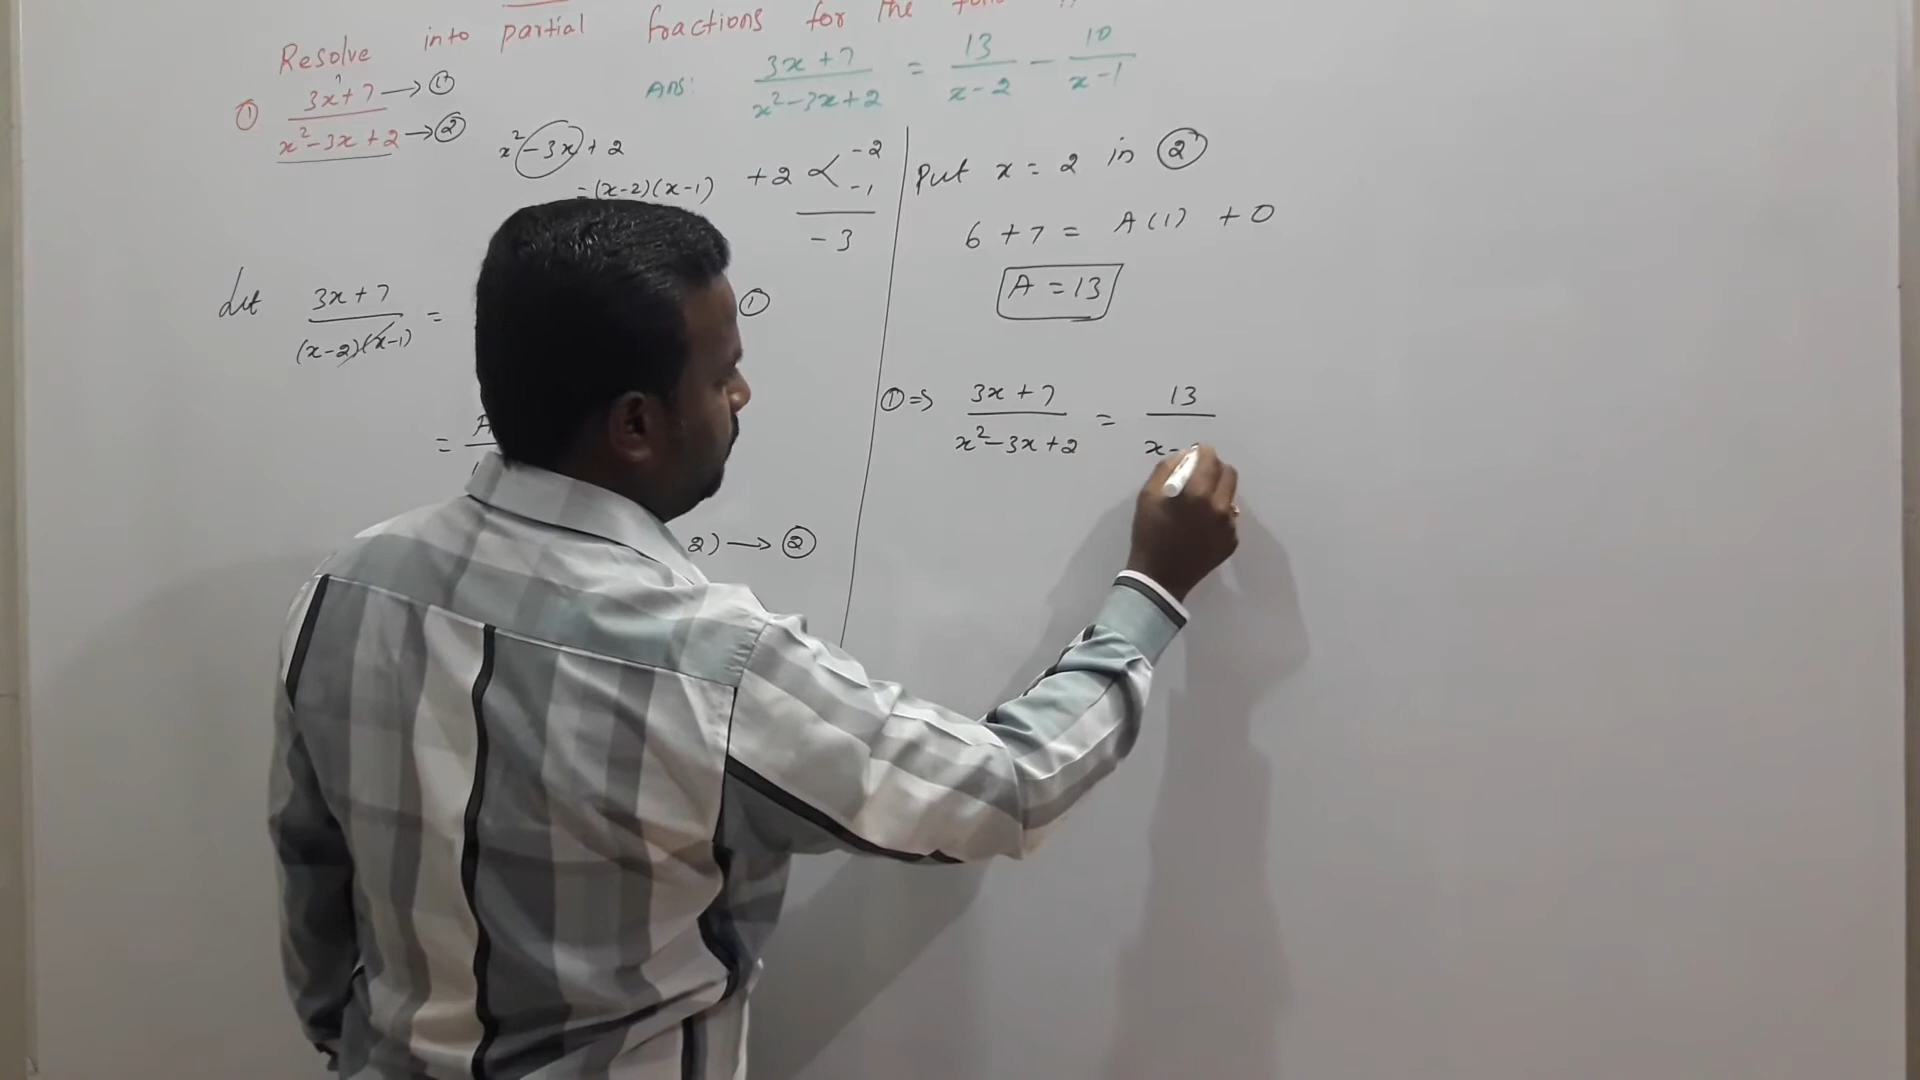 Resolve into partial fractions for the
① 3x+7 → ①
x²-3x+2 → ②
Ans: (3x+7)/(x²-3x+2) = 13/(x-2) - 10/(x-1)
x²-3x+2
=(x-2)(x-1)
+2 < -2
-1
-3
Let (3x+7)/((x-2)(x-1)) =
①
= A
2) → ②
Put x = 2 in ②
6+7 = A(1) + 0
A = 13
① ⇒ (3x+7)/(x²-3x+2) = 13/(x-